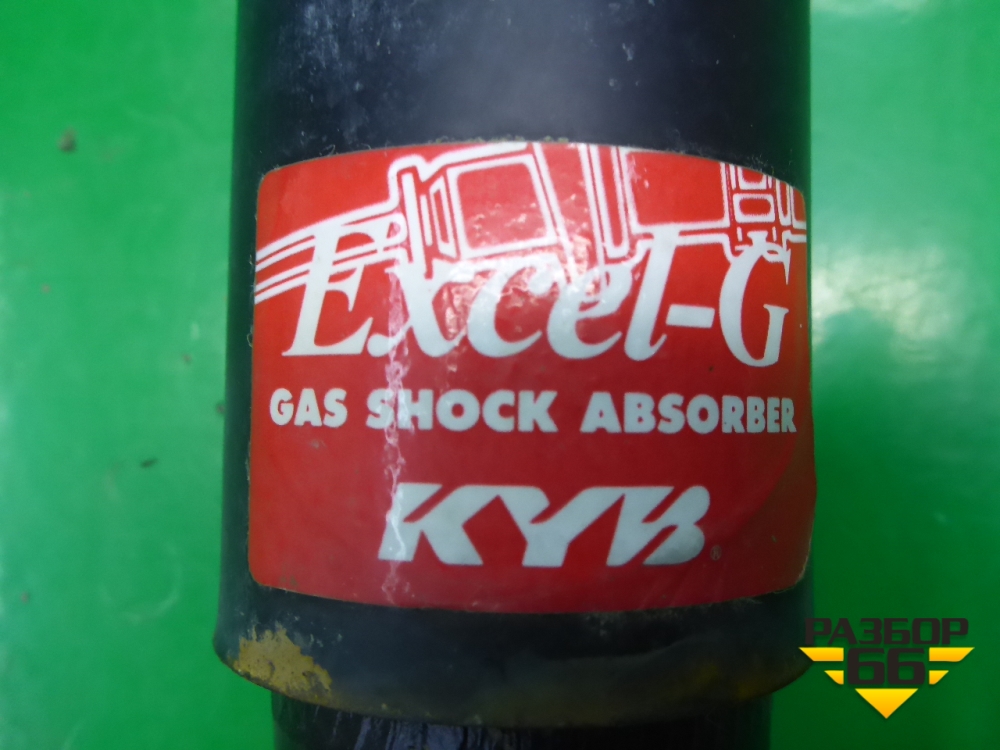 Excel-G
GAS SHOCK ABSORBER
KYB®
РАЗБОР
66